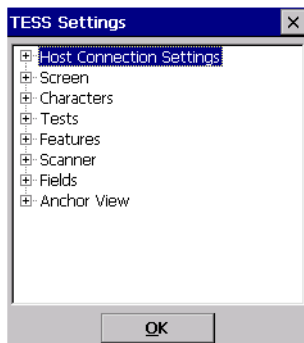 TESS Settings
Host Connection Settings
Screen
Characters
Tests
Features
Scanner
Fields
Anchor View
OK